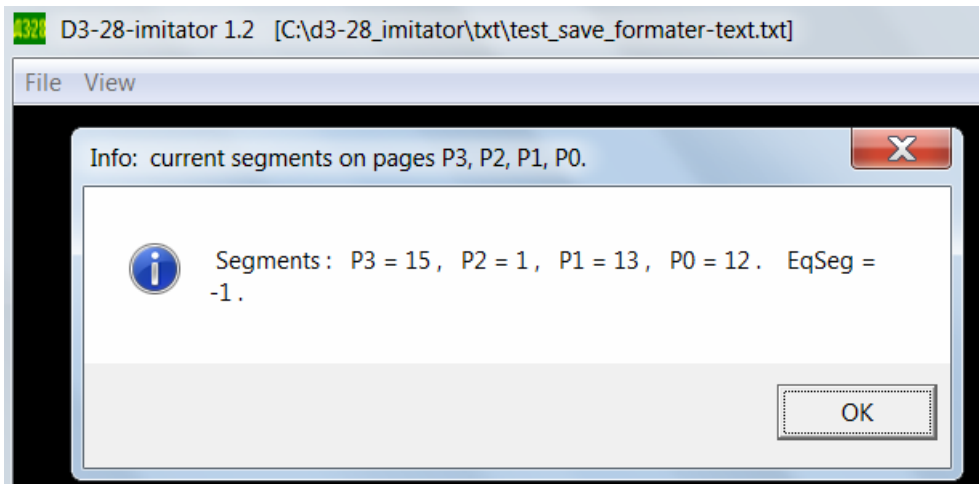 D3-28-imitator 1.2 [C:\d3-28_imitator\txt\test_save_formater-text.txt]
File View
Info: current segments on pages P3, P2, P1, P0.
Segments : P3 = 15 , P2 = 1 , P1 = 13 , P0 = 12 . EqSeg =
-1 .
OK